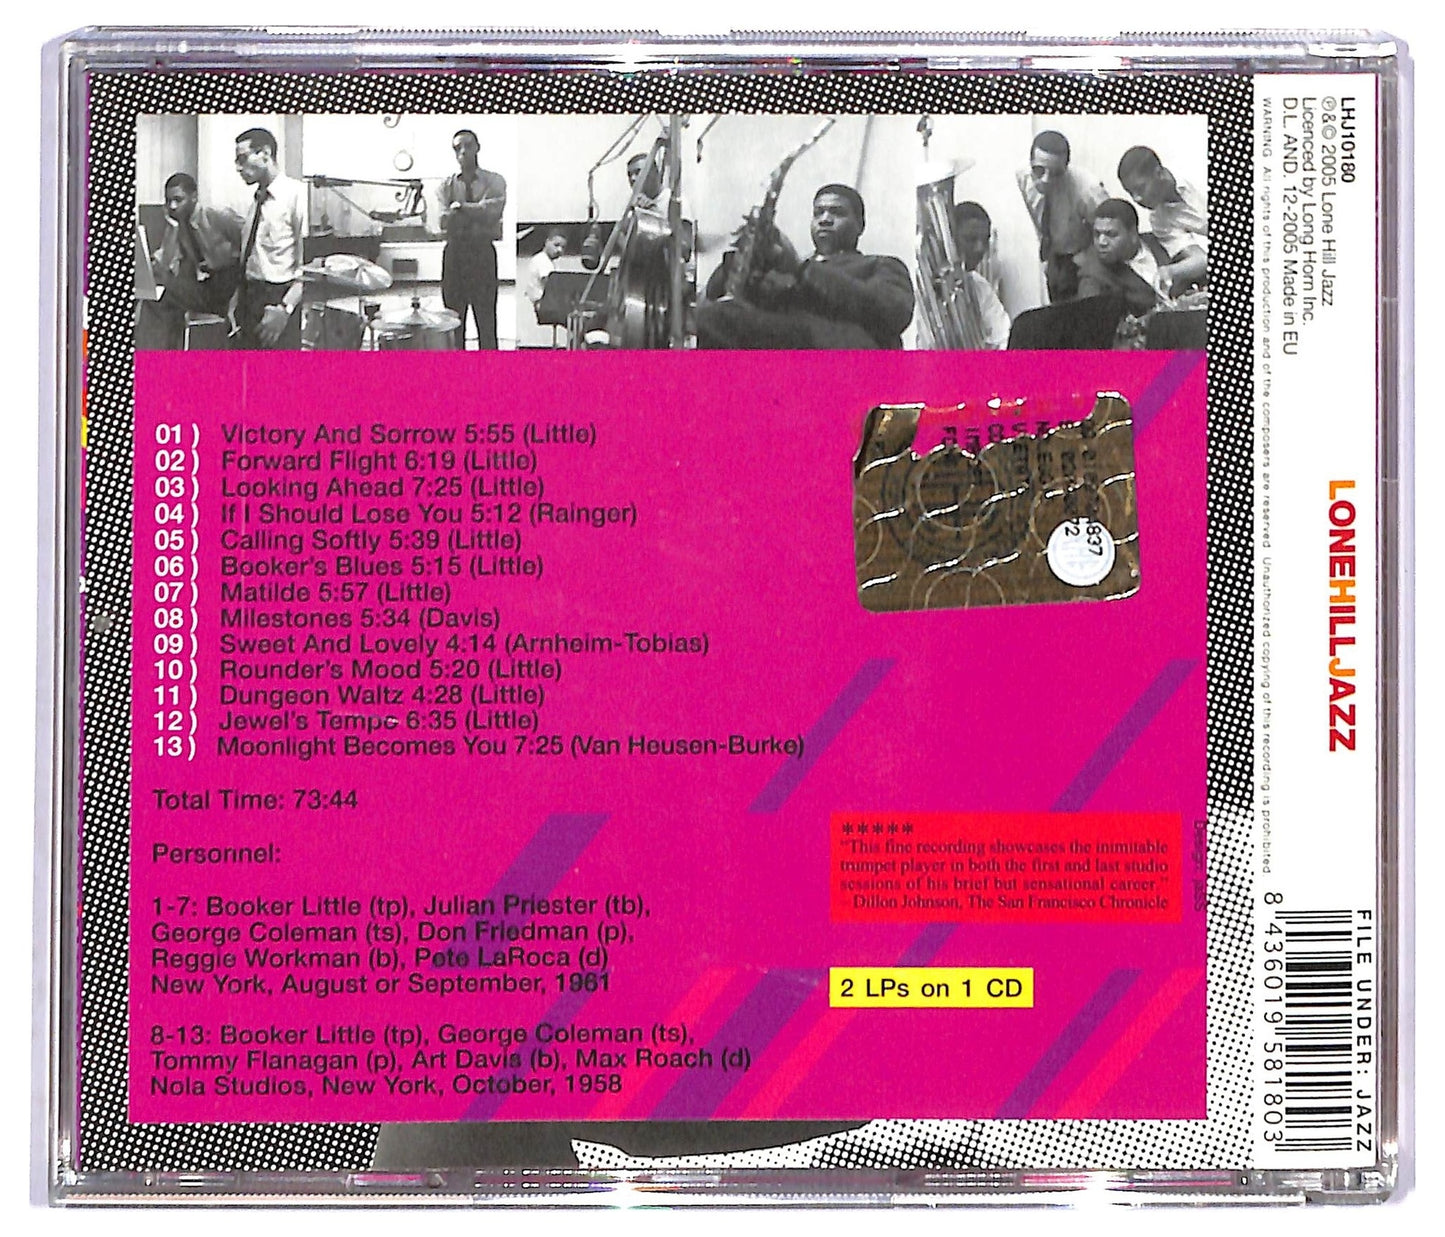 01) Victory And Sorrow 5:55 (Little)
02) Forward Flight 6:19 (Little)
03) Looking Ahead 7:25 (Little)
04) If I Should Lose You 5:12 (Rainger)
05) Calling Softly 5:39 (Little)
06) Booker's Blues 5:15 (Little)
07) Matilde 5:57 (Little)
08) Milestones 5:34 (Davis)
09) Sweet And Lovely 4:14 (Arnheim-Tobias)
10) Rounder's Mood 5:20 (Little)
11) Dungeon Waltz 4:28 (Little)
12) Jewel's Tempo 6:35 (Little)
13) Moonlight Becomes You 7:25 (Van Heusen-Burke)
Total Time: 73:44
Personnel:
1-7: Booker Little (tp), Julian Priester (tb),
George Coleman (ts), Don Friedman (p),
Reggie Workman (b), Pete LaRoca (d)
New York, August or September, 1961
8-13: Booker Little (tp), George Coleman (ts),
Tommy Flanagan (p), Art Davis (b), Max Roach (d)
Nola Studios, New York, October, 1958
*****
"This fine recording showcases the inimitable
trumpet player in both the first and last studio
sessions of his brief but sensational career."
Dillon Johnson, The San Francisco Chronicle
2 LPs on 1 CD
LHJ10180
℗&© 2005 Lone Hill Jazz
Licenced by Long Horn Inc.
D.L. AND. 12-2005 Made in EU
WARNING. All rights of this production and of the composers are reserved. Unauthorized copying of this recording is prohibited.
LONEHILLJAZZ
FILE UNDER: JAZZ
8 436019 581803